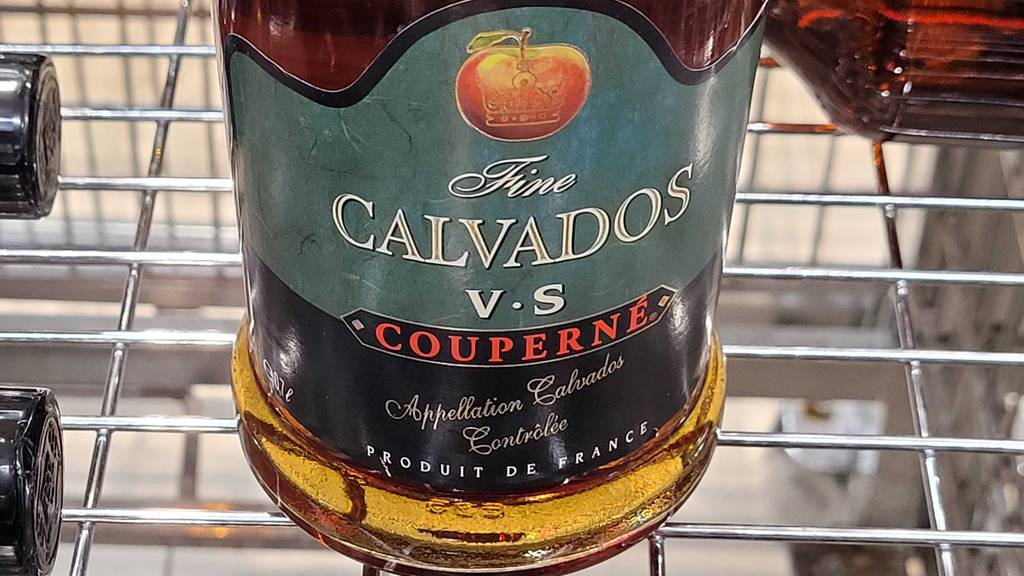 Fine
CALVADOS
V·S
COUPERNÉ
Appellation Calvados
Contrôlée
PRODUIT DE FRANCE